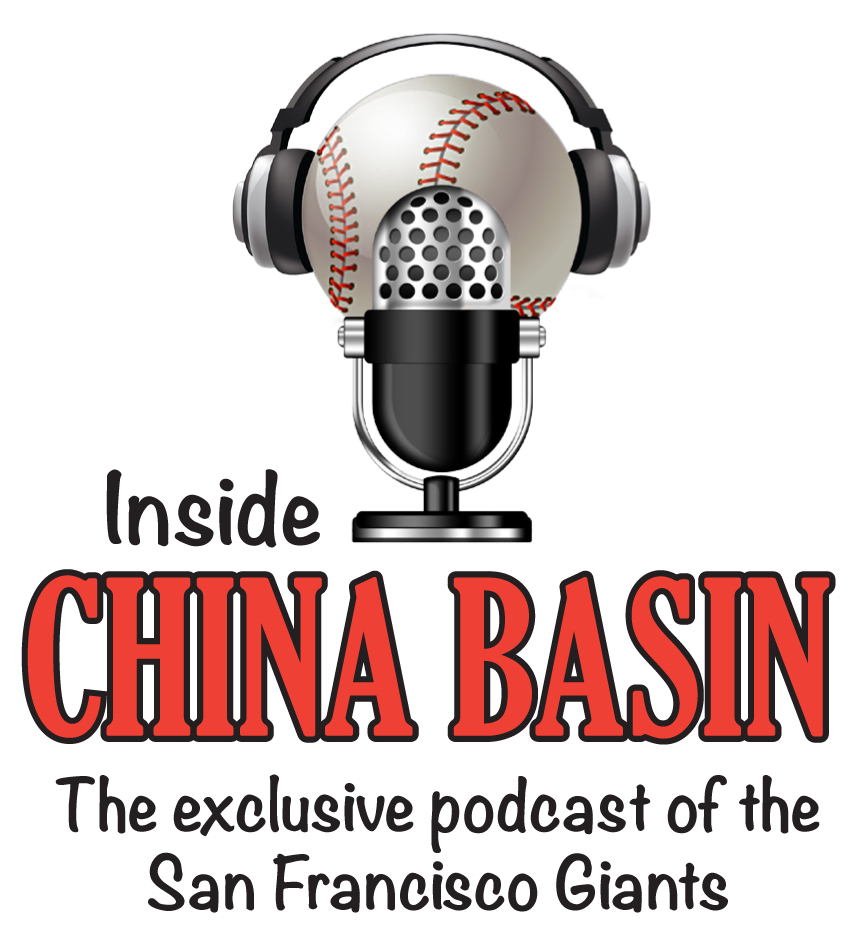 Inside
CHINA BASIN
The exclusive podcast of the
San Francisco Giants